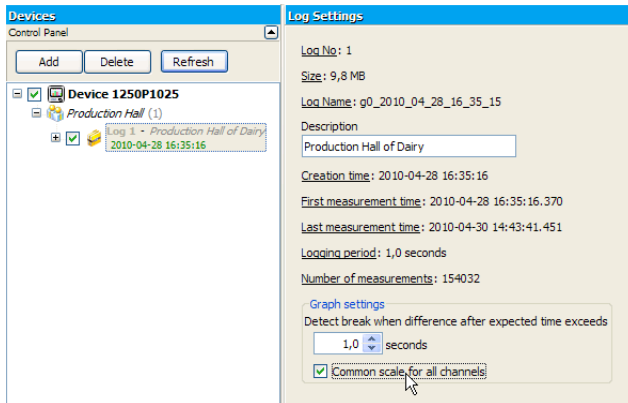 Devices
Control Panel
Add Delete Refresh
Device 1250P1025
Production Hall (1)
Log 1 - Production Hall of Dairy
2010-04-28 16:35:16
Log Settings
Log No: 1
Size: 9,8 MB
Log Name: g0_2010_04_28_16_35_15
Description
Production Hall of Dairy
Creation time: 2010-04-28 16:35:16
First measurement time: 2010-04-28 16:35:16.370
Last measurement time: 2010-04-30 14:43:41.451
Logging period: 1,0 seconds
Number of measurements: 154032
Graph settings
Detect break when difference after expected time exceeds
1,0 seconds
Common scale for all channels